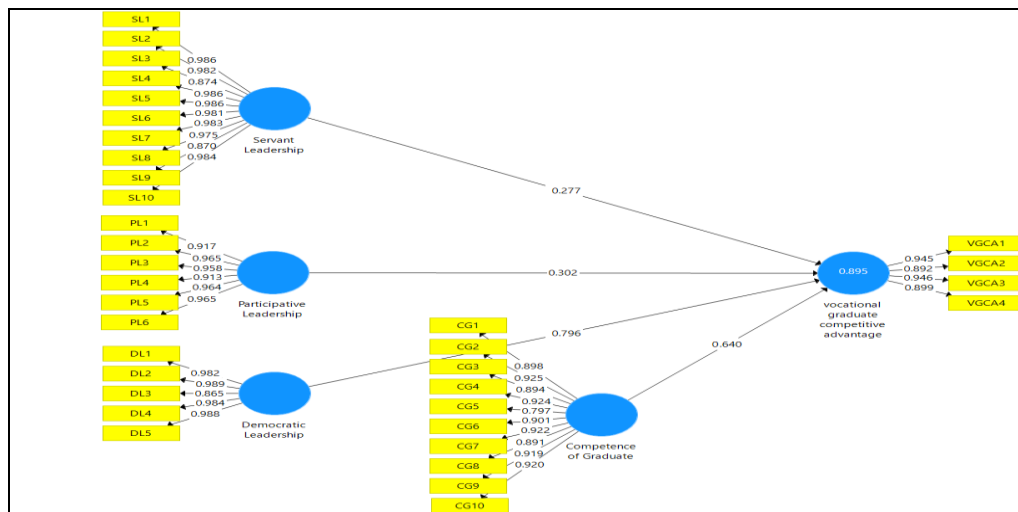 SL1
SL2
SL3
SL4
SL5
SL6
SL7
SL8
SL9
SL10
0.986
0.982
0.874
0.986
0.986
0.981
0.983
0.975
0.870
0.984
Servant
Leadership
0.277
PL1
PL2
PL3
PL4
PL5
PL6
0.917
0.965
0.958
0.913
0.964
0.965
Participative
Leadership
0.302
DL1
DL2
DL3
DL4
DL5
0.982
0.989
0.865
0.984
0.988
Democratic
Leadership
0.796
CG1
CG2
CG3
CG4
CG5
CG6
CG7
CG8
CG9
CG10
0.898
0.925
0.894
0.924
0.797
0.901
0.922
0.891
0.919
0.920
Competence
of Graduate
0.640
0.895
vocational
graduate
competitive
advantage
0.945
0.892
0.946
0.899
VGCA1
VGCA2
VGCA3
VGCA4